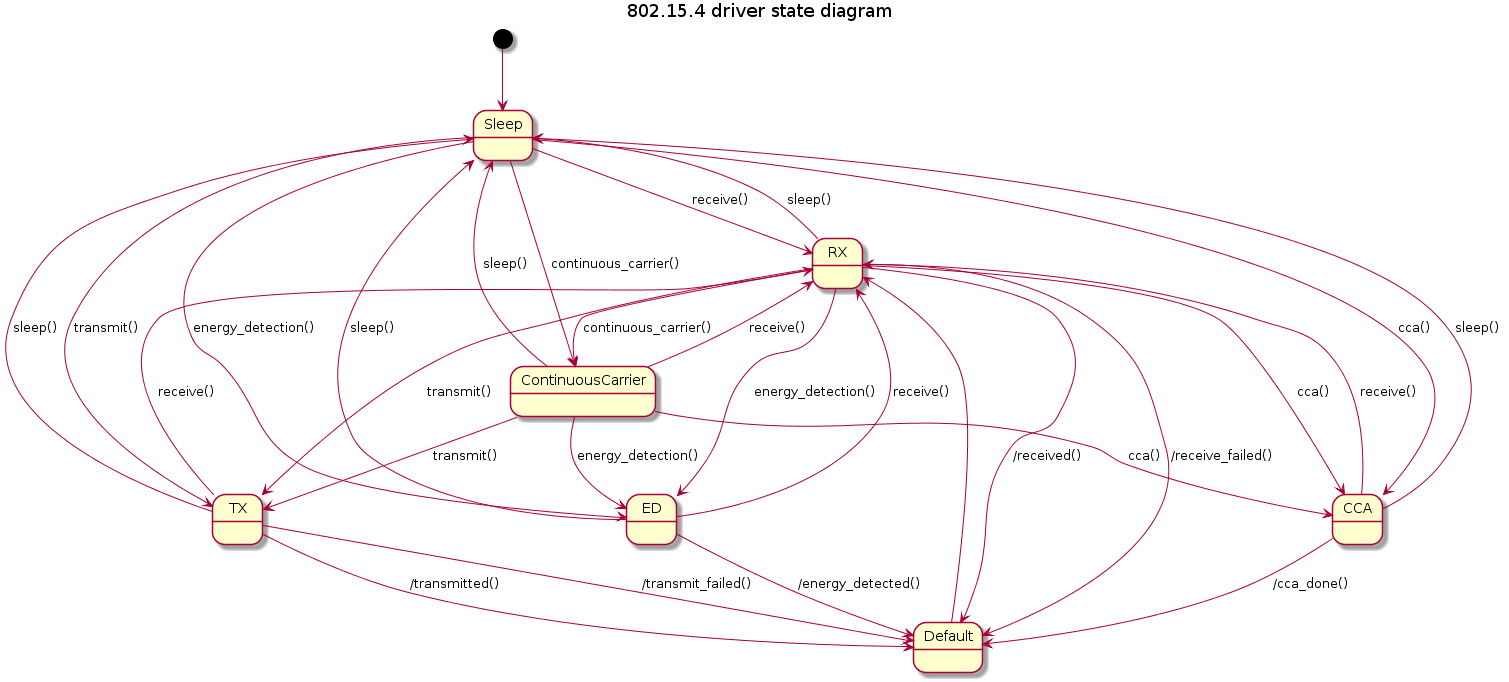 802.15.4 driver state diagram
Sleep
receive()
sleep()
RX
sleep()
continuous_carrier()
sleep()
transmit()
energy_detection()
sleep()
continuous_carrier()
receive()
cca()
sleep()
ContinuousCarrier
receive()
transmit()
energy_detection()
receive()
cca()
receive()
transmit()
energy_detection()
/received()
cca()
/receive_failed()
TX
ED
CCA
/transmitted()
/transmit_failed()
/energy_detected()
/cca_done()
Default